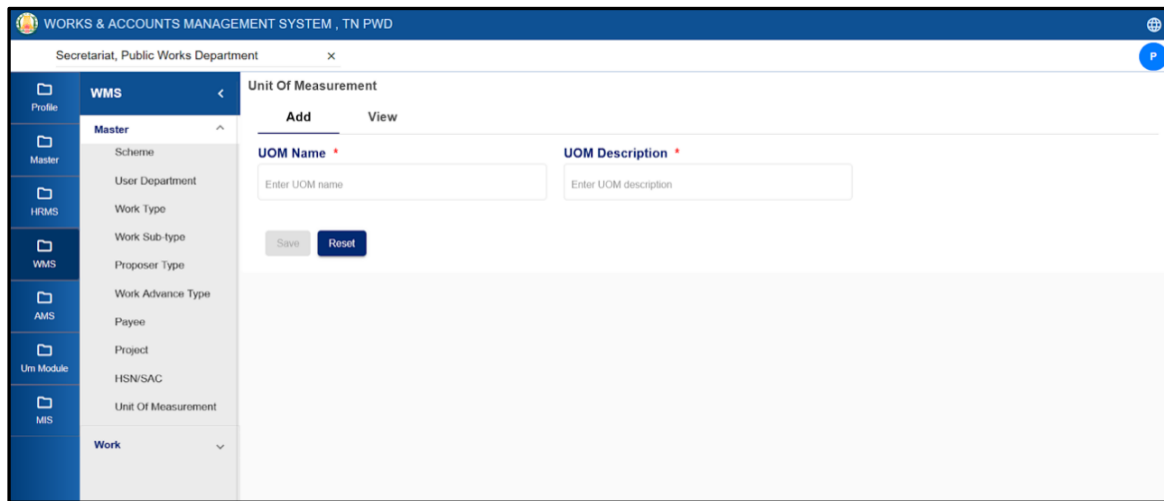 WORKS & ACCOUNTS MANAGEMENT SYSTEM , TN PWD
Secretariat, Public Works Department ×
P
Profile
Master
HRMS
WMS
AMS
Um Module
MIS
WMS
Master
Scheme
User Department
Work Type
Work Sub-type
Proposer Type
Work Advance Type
Payee
Project
HSN/SAC
Unit Of Measurement
Work
Unit Of Measurement
Add View
UOM Name * UOM Description *
Enter UOM name Enter UOM description
Save Reset